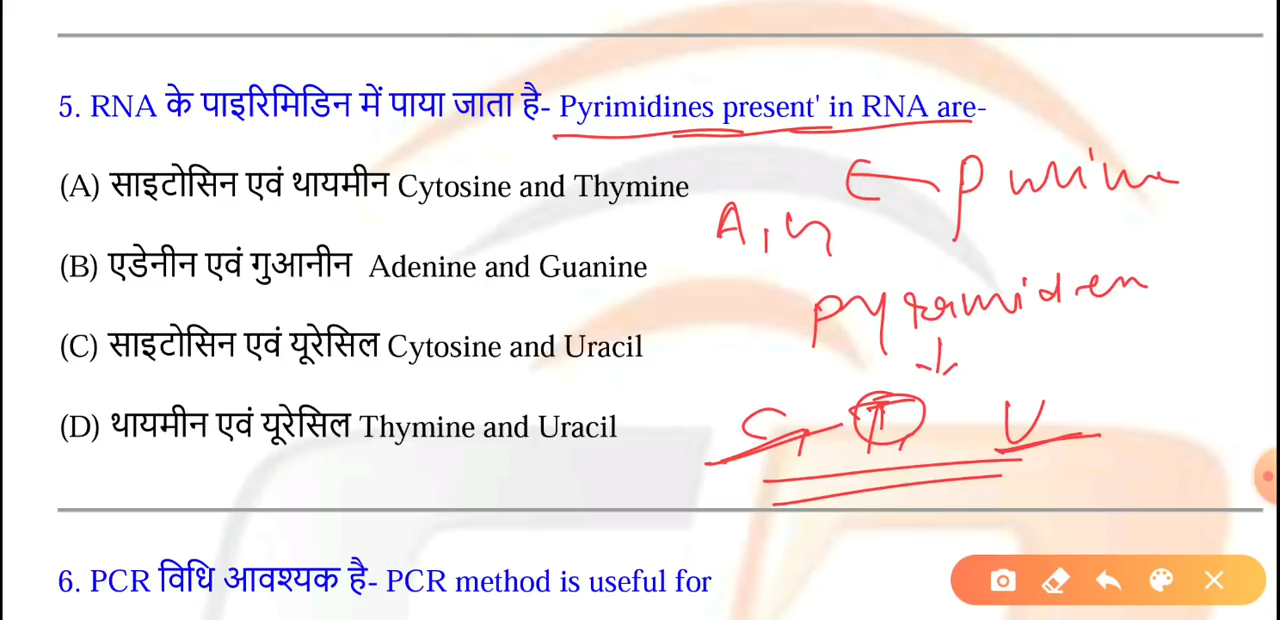 5. RNA के पाइरिमिडिन में पाया जाता है- Pyrimidines present' in RNA are-
(A) साइटोसिन एवं थायमीन Cytosine and Thymine
Purine
A, G
(B) एडेनीन एवं गुआनीन Adenine and Guanine
(C) साइटोसिन एवं यूरेसिल Cytosine and Uracil
(D) थायमीन एवं यूरेसिल Thymine and Uracil
C, T, U
6. PCR विधि आवश्यक है- PCR method is useful for